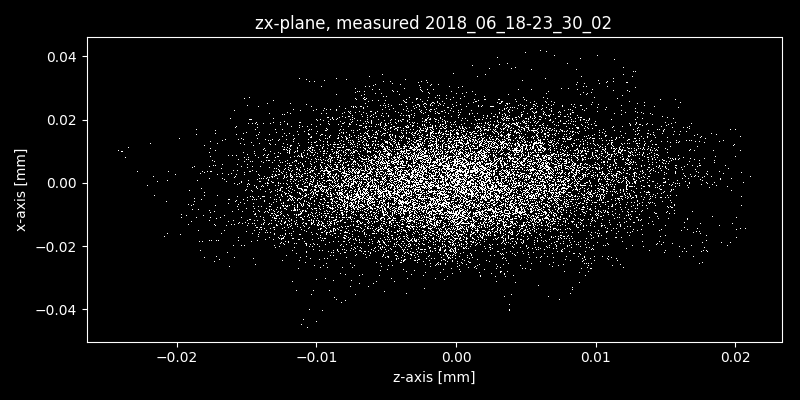 zx-plane, measured 2018_06_18-23_30_02
0.04
0.02
0.00
−0.02
−0.04
x-axis [mm]
−0.02 −0.01 0.00 0.01 0.02
z-axis [mm]